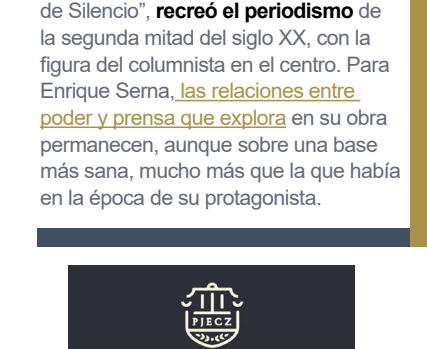 de Silencio”, recreó el periodismo de
la segunda mitad del siglo XX, con la
figura del columnista en el centro. Para
Enrique Serna, las relaciones entre
poder y prensa que explora en su obra
permanecen, aunque sobre una base
más sana, mucho más que la que había
en la época de su protagonista.
PJECZ